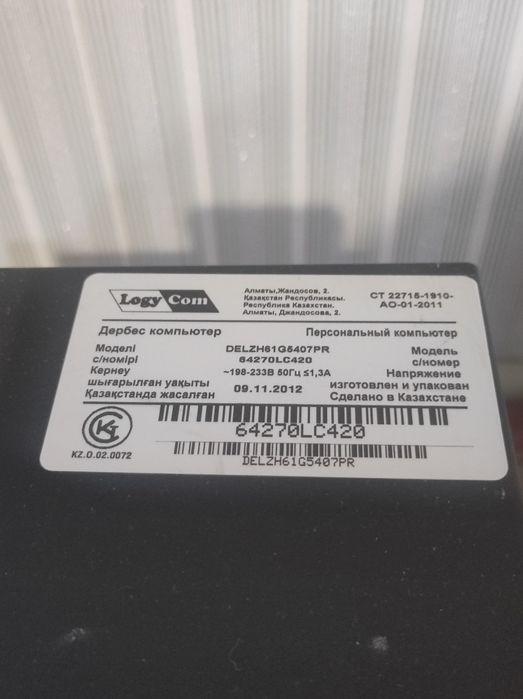 Logy Com
Алматы,Жандосов, 2.
Қазақстан Республикасы.
Республика Казахстан.
Алматы, Джандосова, 2.
СТ 22715-1910-
АО-01-2011
Дербес компьютер Персональный компьютер
Моделі DELZH61G5407PR Модель
с/нөмірі 64270LC420 с/номер
Кернеу ~198-233В 50Гц ≤1,3А Напряжение
шығарылған уақыты 09.11.2012 изготовлен и упакован
Қазақстанда жасалған Сделано в Казахстане
64270LC420
KZ.O.02.0072
DELZH61G5407PR